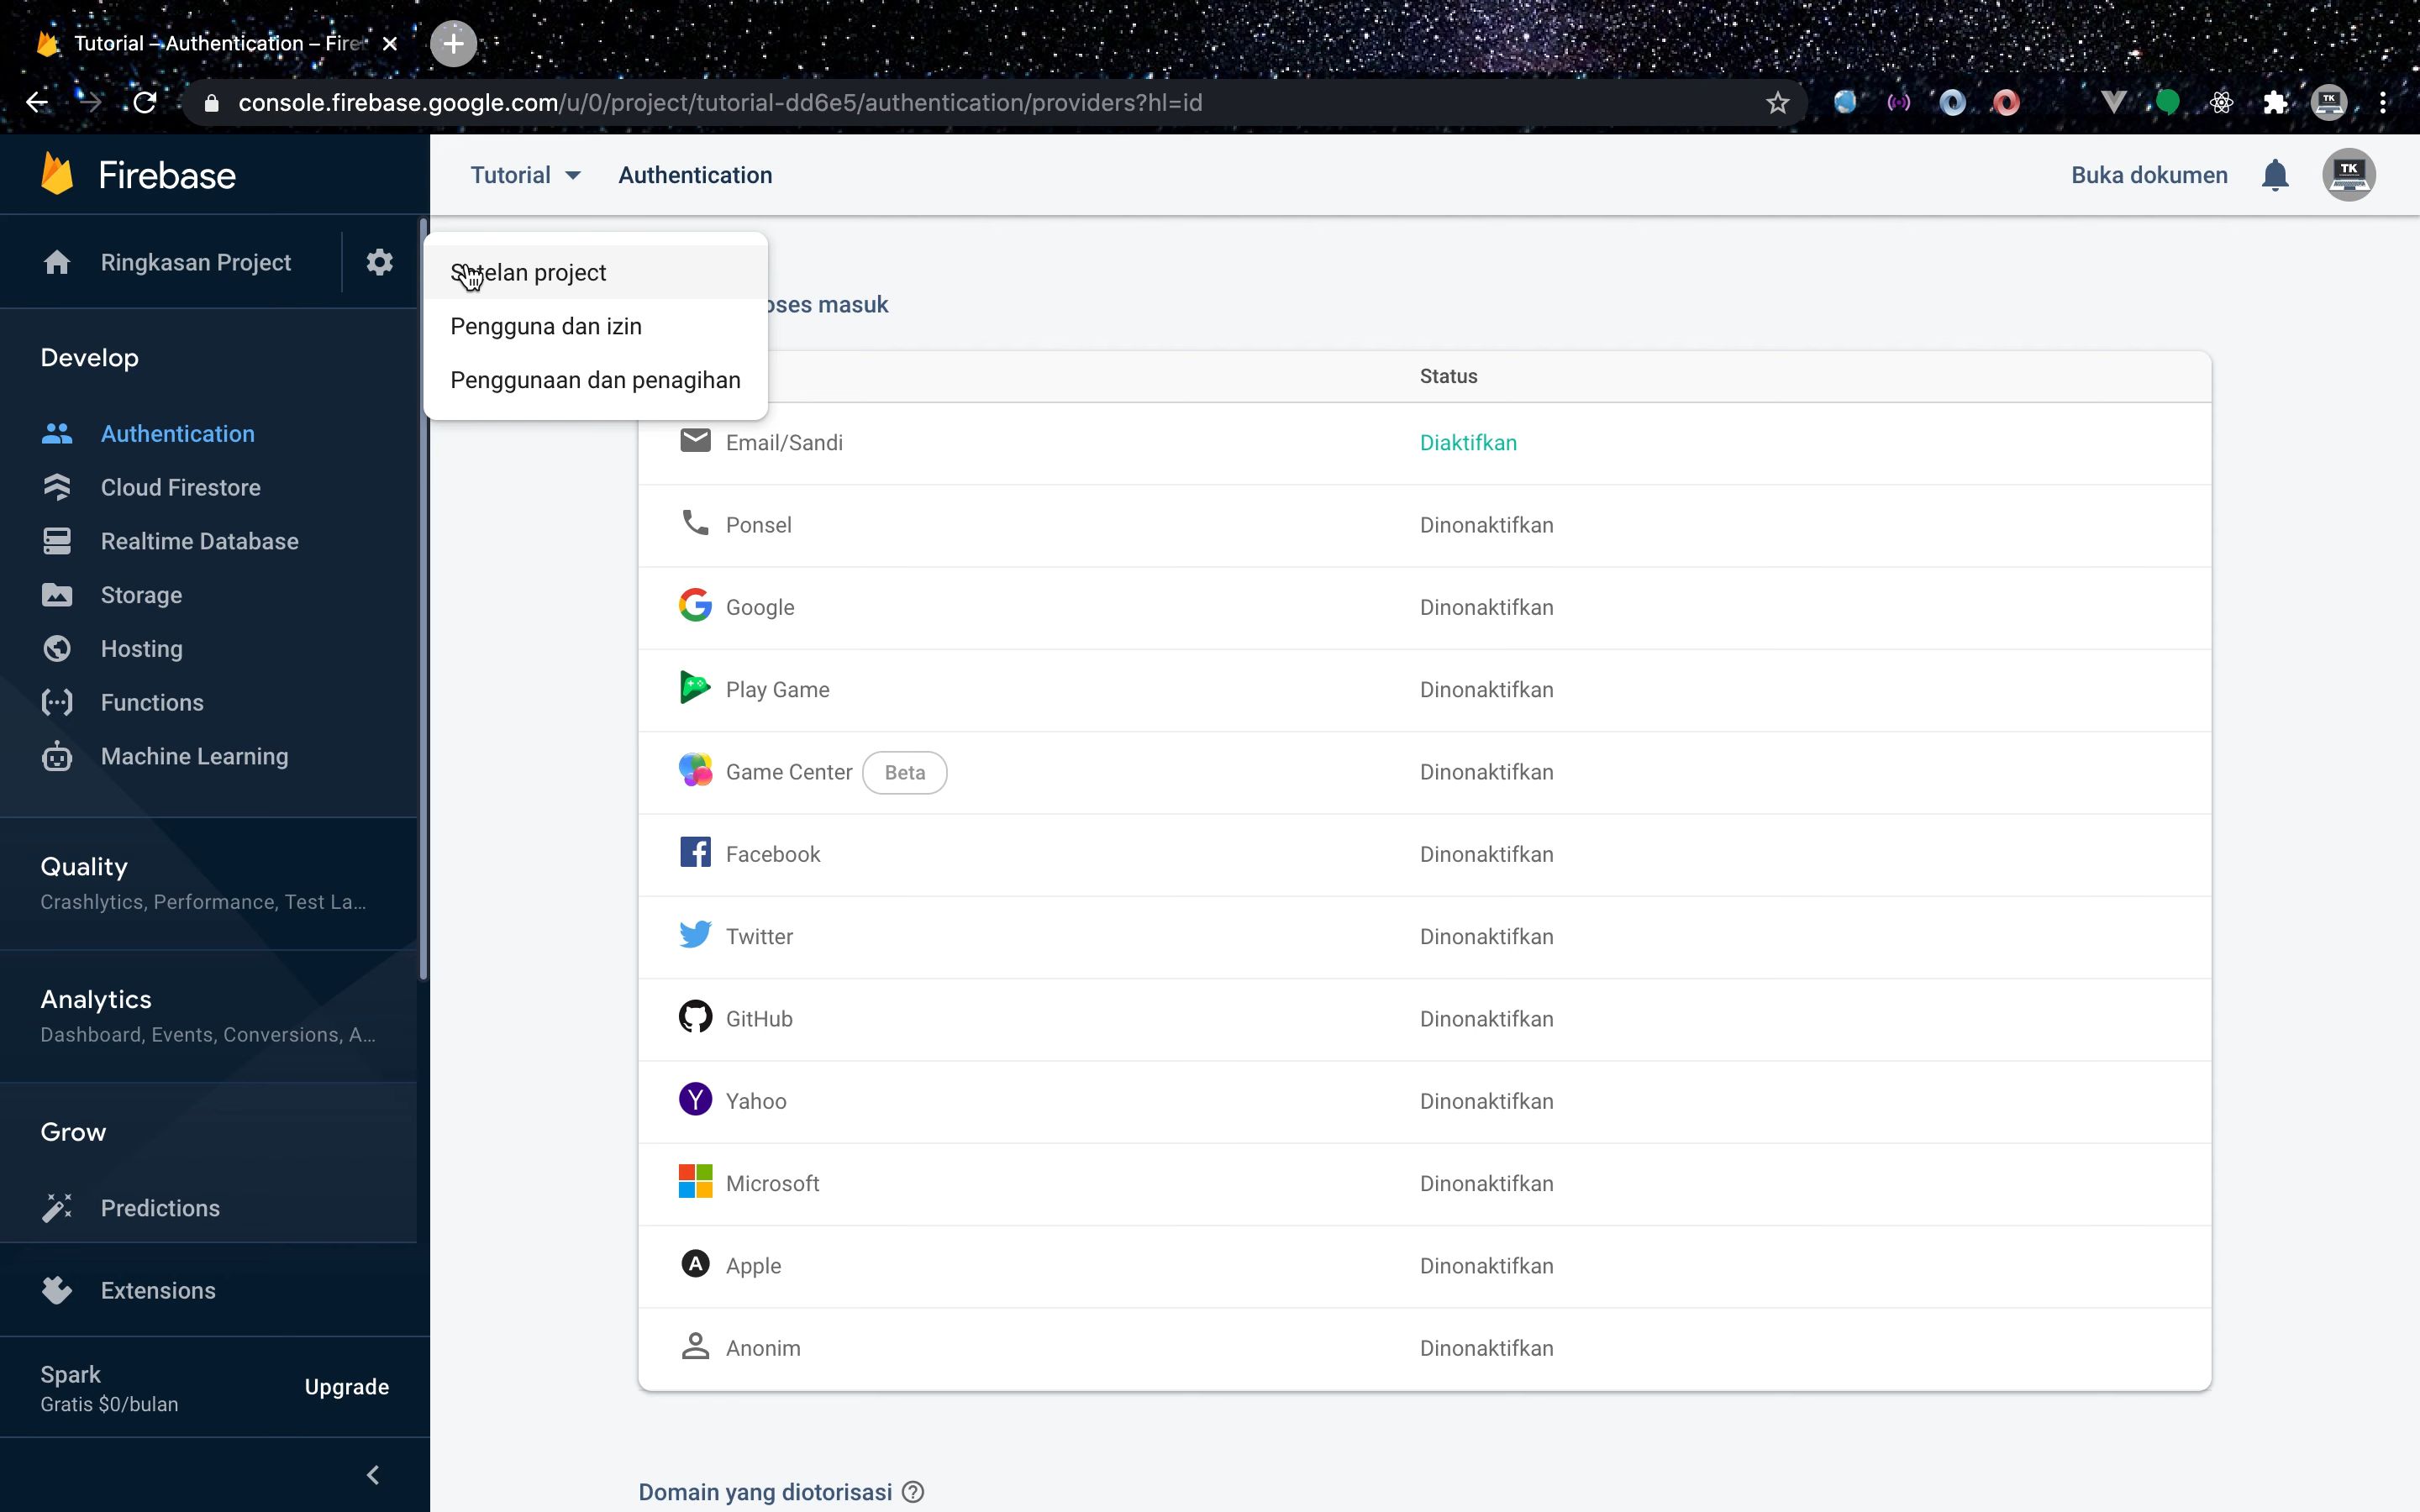 Tutorial – Authentication – Fire
console.firebase.google.com/u/0/project/tutorial-dd6e5/authentication/providers?hl=id
TK
Firebase
Tutorial
Authentication
Buka dokumen
TK
Ringkasan Project
Setelan project
Pengguna dan izin
Penggunaan dan penagihan
masuk
Develop
Authentication
Cloud Firestore
Realtime Database
Storage
Hosting
Functions
Machine Learning
Quality
Crashlytics, Performance, Test La...
Analytics
Dashboard, Events, Conversions, A...
Grow
Predictions
Extensions
Spark
Gratis $0/bulan
Upgrade
Status
Email/Sandi Diaktifkan
Ponsel Dinonaktifkan
Google Dinonaktifkan
Play Game Dinonaktifkan
Game Center Beta Dinonaktifkan
Facebook Dinonaktifkan
Twitter Dinonaktifkan
GitHub Dinonaktifkan
Yahoo Dinonaktifkan
Microsoft Dinonaktifkan
Apple Dinonaktifkan
Anonim Dinonaktifkan
Domain yang diotorisasi